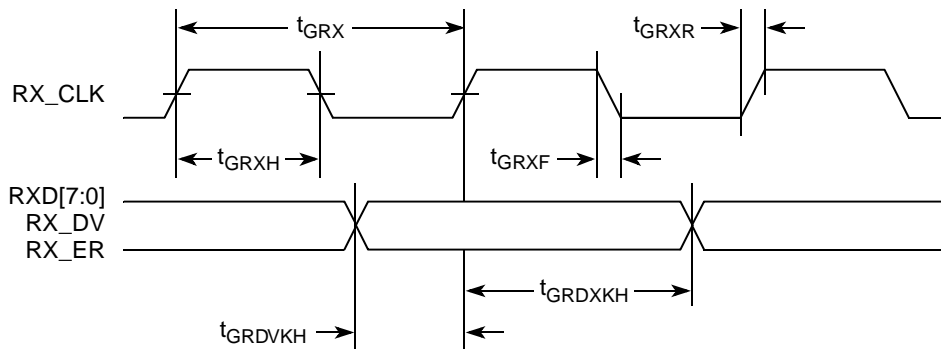 tGRX
tGRXR
RX_CLK
tGRXH
tGRXF
RXD[7:0]
RX_DV
RX_ER
tGRDXKH
tGRDVKH